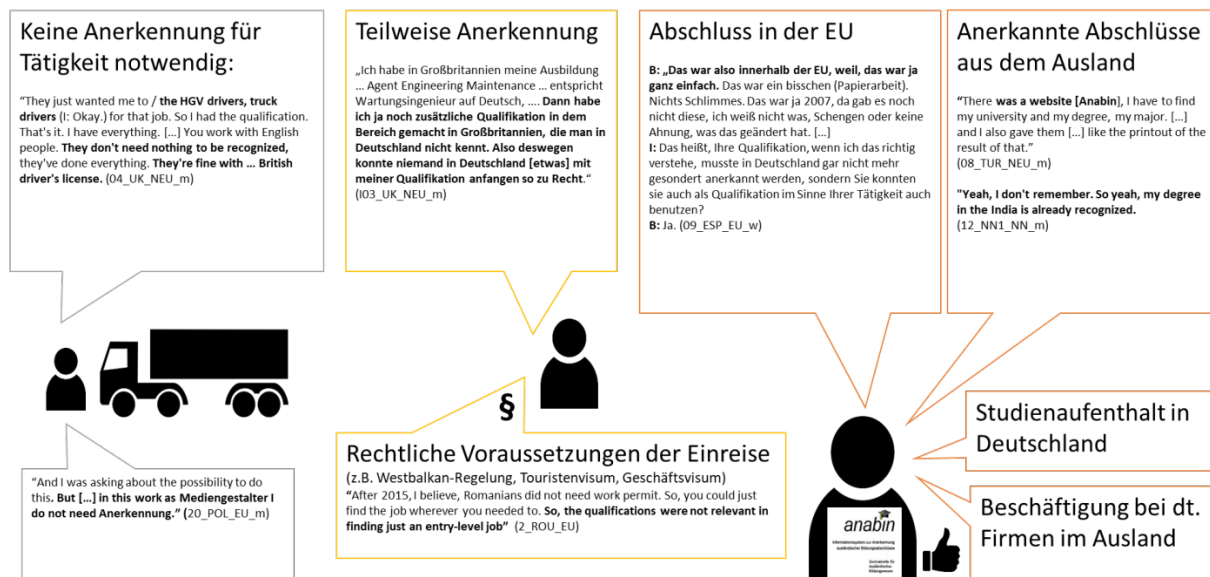 Keine Anerkennung für
Tätigkeit notwendig:
“They just wanted me to / the HGV drivers, truck
drivers (I: Okay.) for that job. So I had the qualification.
That's it. I have everything. […] You work with English
people. They don't need nothing to be recognized,
they've done everything. They're fine with … British
driver's license. (04_UK_NEU_m)
“And I was asking about the possibility to do
this. But […] in this work as Mediengestalter I
do not need Anerkennung.” (20_POL_EU_m)
Teilweise Anerkennung
„Ich habe in Großbritannien meine Ausbildung
… Agent Engineering Maintenance … entspricht
Wartungsingenieur auf Deutsch, …. Dann habe
ich ja noch zusätzliche Qualifikation in dem
Bereich gemacht in Großbritannien, die man in
Deutschland nicht kennt. Also deswegen
konnte niemand in Deutschland [etwas] mit
meiner Qualifikation anfangen so zu Recht.“
(I03_UK_NEU_m)
§
Rechtliche Voraussetzungen der Einreise
(z.B. Westbalkan-Regelung, Touristenvisum, Geschäftsvisum)
“After 2015, I believe, Romanians did not need work permit. So, you could just
find the job wherever you needed to. So, the qualifications were not relevant in
finding just an entry-level job” (2_ROU_EU)
Abschluss in der EU
B: „Das war also innerhalb der EU, weil, das war ja
ganz einfach. Das war ein bisschen (Papierarbeit).
Nichts Schlimmes. Das war ja 2007, da gab es noch
nicht diese, ich weiß nicht was, Schengen oder keine
Ahnung, was das geändert hat. […]
I: Das heißt, Ihre Qualifikation, wenn ich das richtig
verstehe, musste in Deutschland gar nicht mehr
gesondert anerkannt werden, sondern Sie konnten
sie auch als Qualifikation im Sinne Ihrer Tätigkeit auch
benutzen?
B: Ja. (09_ESP_EU_w)
Anerkannte Abschlüsse
aus dem Ausland
“There was a website [Anabin], I have to find
my university and my degree, my major. […]
and I also gave them […] like the printout of the
result of that.”
(08_TUR_NEU_m)
"Yeah, I don't remember. So yeah, my degree
in the India is already recognized.
(12_NN1_NN_m)
Studienaufenthalt in
Deutschland
Beschäftigung bei dt.
Firmen im Ausland
anabin
Informationssystem zur Anerkennung
ausländischer Bildungsabschlüsse
Zentralstelle für
ausländisches
Bildungswesen